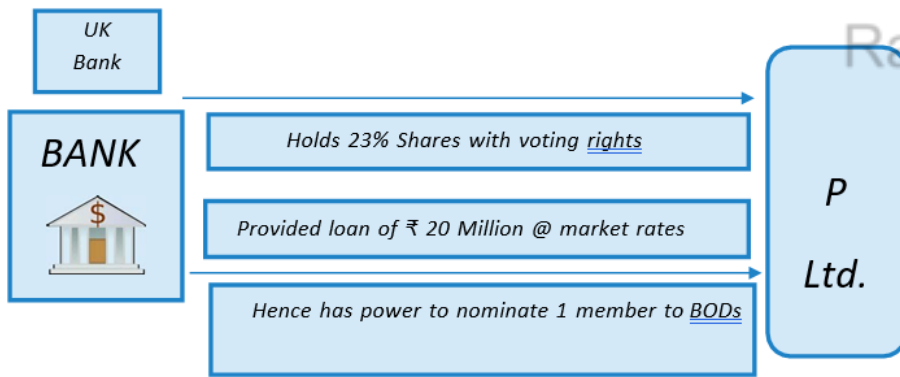 UK
Bank
BANK
$
Holds 23% Shares with voting rights
Provided loan of ₹ 20 Million @ market rates
Hence has power to nominate 1 member to BODs
P
Ltd.